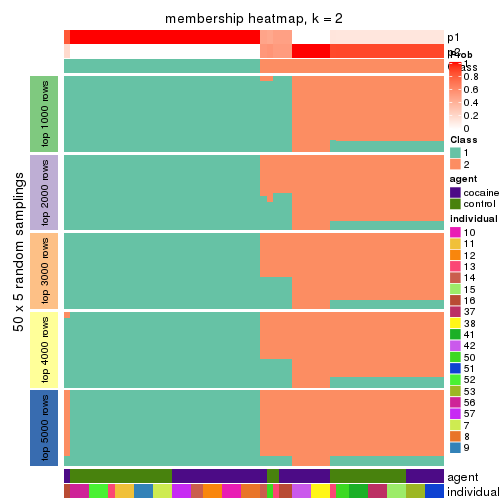 membership heatmap, k = 2
p1
p2
Class
50 x 5 random samplings
top 1000 rows
top 2000 rows
top 3000 rows
top 4000 rows
top 5000 rows
agent
individual
Prob
1
0.8
0.6
0.4
0.2
0
Class
1
2
agent
cocaine
control
individual
10
11
12
13
14
15
16
37
38
41
42
50
51
52
53
56
57
7
8
9